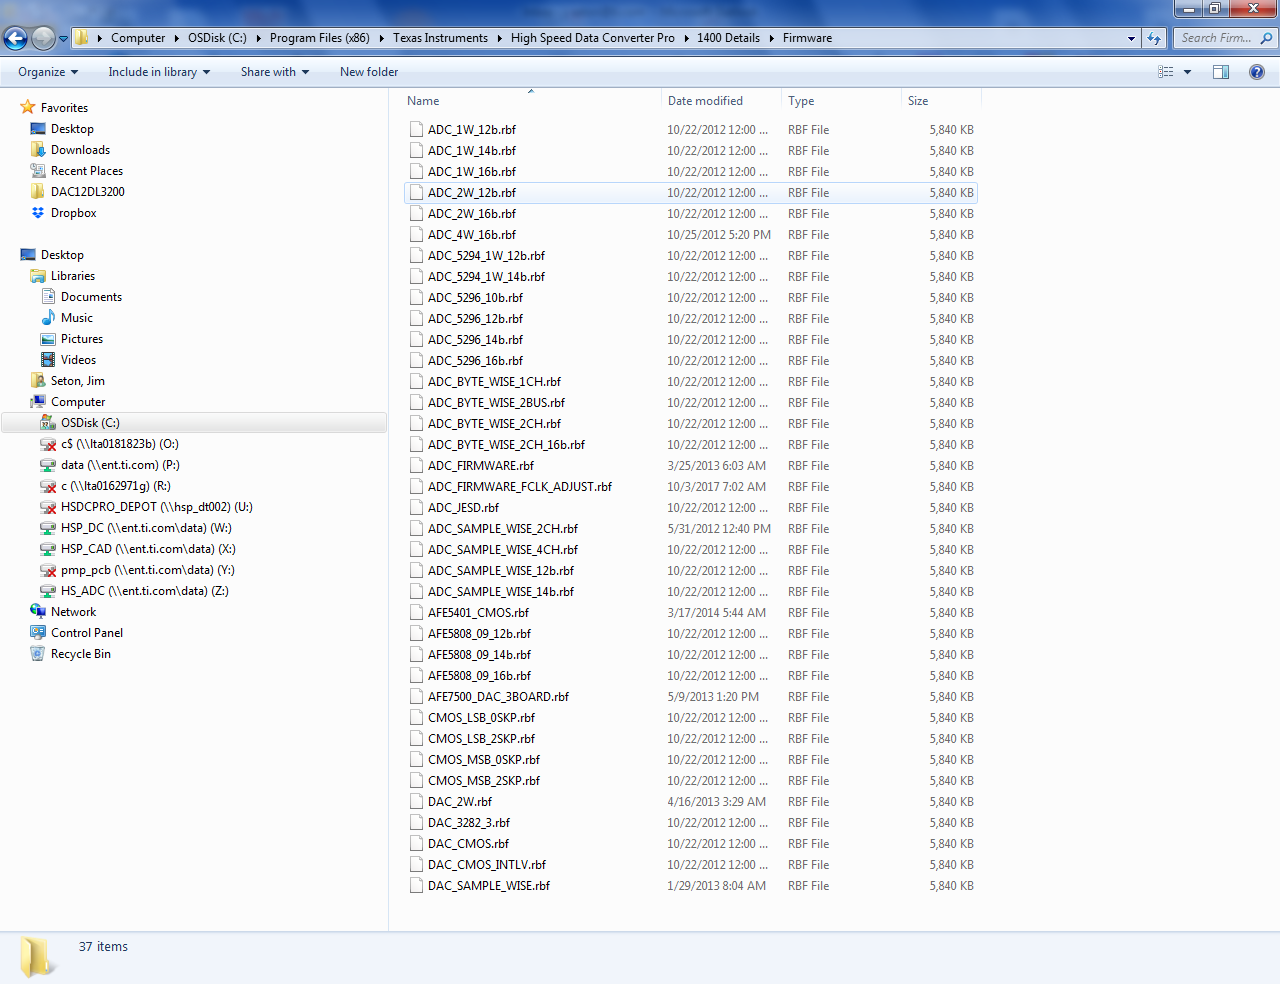 Computer OSDisk (C:) Program Files (x86) Texas Instruments High Speed Data Converter Pro 1400 Details Firmware Search Firm...
Organize Include in library Share with New folder
Favorites
Desktop
Downloads
Recent Places
DAC12DL3200
Dropbox
Desktop
Libraries
Documents
Music
Pictures
Videos
Seton, Jim
Computer
OSDisk (C:)
c$ (\\lta0181823b) (O:)
data (\\ent.ti.com) (P:)
c (\\lta0162971g) (R:)
HSDCPRO_DEPOT (\\hsp_dt002) (U:)
HSP_DC (\\ent.ti.com\data) (W:)
HSP_CAD (\\ent.ti.com\data) (X:)
pmp_pcb (\\ent.ti.com\data) (Y:)
HS_ADC (\\ent.ti.com\data) (Z:)
Network
Control Panel
Recycle Bin
Name Date modified Type Size
ADC_1W_12b.rbf 10/22/2012 12:00 ... RBF File 5,840 KB
ADC_1W_14b.rbf 10/22/2012 12:00 ... RBF File 5,840 KB
ADC_1W_16b.rbf 10/22/2012 12:00 ... RBF File 5,840 KB
ADC_2W_12b.rbf 10/22/2012 12:00 ... RBF File 5,840 KB
ADC_2W_16b.rbf 10/22/2012 12:00 ... RBF File 5,840 KB
ADC_4W_16b.rbf 10/25/2012 5:20 PM RBF File 5,840 KB
ADC_5294_1W_12b.rbf 10/22/2012 12:00 ... RBF File 5,840 KB
ADC_5294_1W_14b.rbf 10/22/2012 12:00 ... RBF File 5,840 KB
ADC_5296_10b.rbf 10/22/2012 12:00 ... RBF File 5,840 KB
ADC_5296_12b.rbf 10/22/2012 12:00 ... RBF File 5,840 KB
ADC_5296_14b.rbf 10/22/2012 12:00 ... RBF File 5,840 KB
ADC_5296_16b.rbf 10/22/2012 12:00 ... RBF File 5,840 KB
ADC_BYTE_WISE_1CH.rbf 10/22/2012 12:00 ... RBF File 5,840 KB
ADC_BYTE_WISE_2BUS.rbf 10/22/2012 12:00 ... RBF File 5,840 KB
ADC_BYTE_WISE_2CH.rbf 10/22/2012 12:00 ... RBF File 5,840 KB
ADC_BYTE_WISE_2CH_16b.rbf 10/22/2012 12:00 ... RBF File 5,840 KB
ADC_FIRMWARE.rbf 3/25/2013 6:03 AM RBF File 5,840 KB
ADC_FIRMWARE_FCLK_ADJUST.rbf 10/3/2017 7:02 AM RBF File 5,840 KB
ADC_JESD.rbf 10/22/2012 12:00 ... RBF File 5,840 KB
ADC_SAMPLE_WISE_2CH.rbf 5/31/2012 12:40 PM RBF File 5,840 KB
ADC_SAMPLE_WISE_4CH.rbf 10/22/2012 12:00 ... RBF File 5,840 KB
ADC_SAMPLE_WISE_12b.rbf 10/22/2012 12:00 ... RBF File 5,840 KB
ADC_SAMPLE_WISE_14b.rbf 10/22/2012 12:00 ... RBF File 5,840 KB
AFE5401_CMOS.rbf 3/17/2014 5:44 AM RBF File 5,840 KB
AFE5808_09_12b.rbf 10/22/2012 12:00 ... RBF File 5,840 KB
AFE5808_09_14b.rbf 10/22/2012 12:00 ... RBF File 5,840 KB
AFE5808_09_16b.rbf 10/22/2012 12:00 ... RBF File 5,840 KB
AFE7500_DAC_3BOARD.rbf 5/9/2013 1:20 PM RBF File 5,840 KB
CMOS_LSB_0SKP.rbf 10/22/2012 12:00 ... RBF File 5,840 KB
CMOS_LSB_2SKP.rbf 10/22/2012 12:00 ... RBF File 5,840 KB
CMOS_MSB_0SKP.rbf 10/22/2012 12:00 ... RBF File 5,840 KB
CMOS_MSB_2SKP.rbf 10/22/2012 12:00 ... RBF File 5,840 KB
DAC_2W.rbf 4/16/2013 3:29 AM RBF File 5,840 KB
DAC_3282_3.rbf 10/22/2012 12:00 ... RBF File 5,840 KB
DAC_CMOS.rbf 10/22/2012 12:00 ... RBF File 5,840 KB
DAC_CMOS_INTLV.rbf 10/22/2012 12:00 ... RBF File 5,840 KB
DAC_SAMPLE_WISE.rbf 1/29/2013 8:04 AM RBF File 5,840 KB
37 items